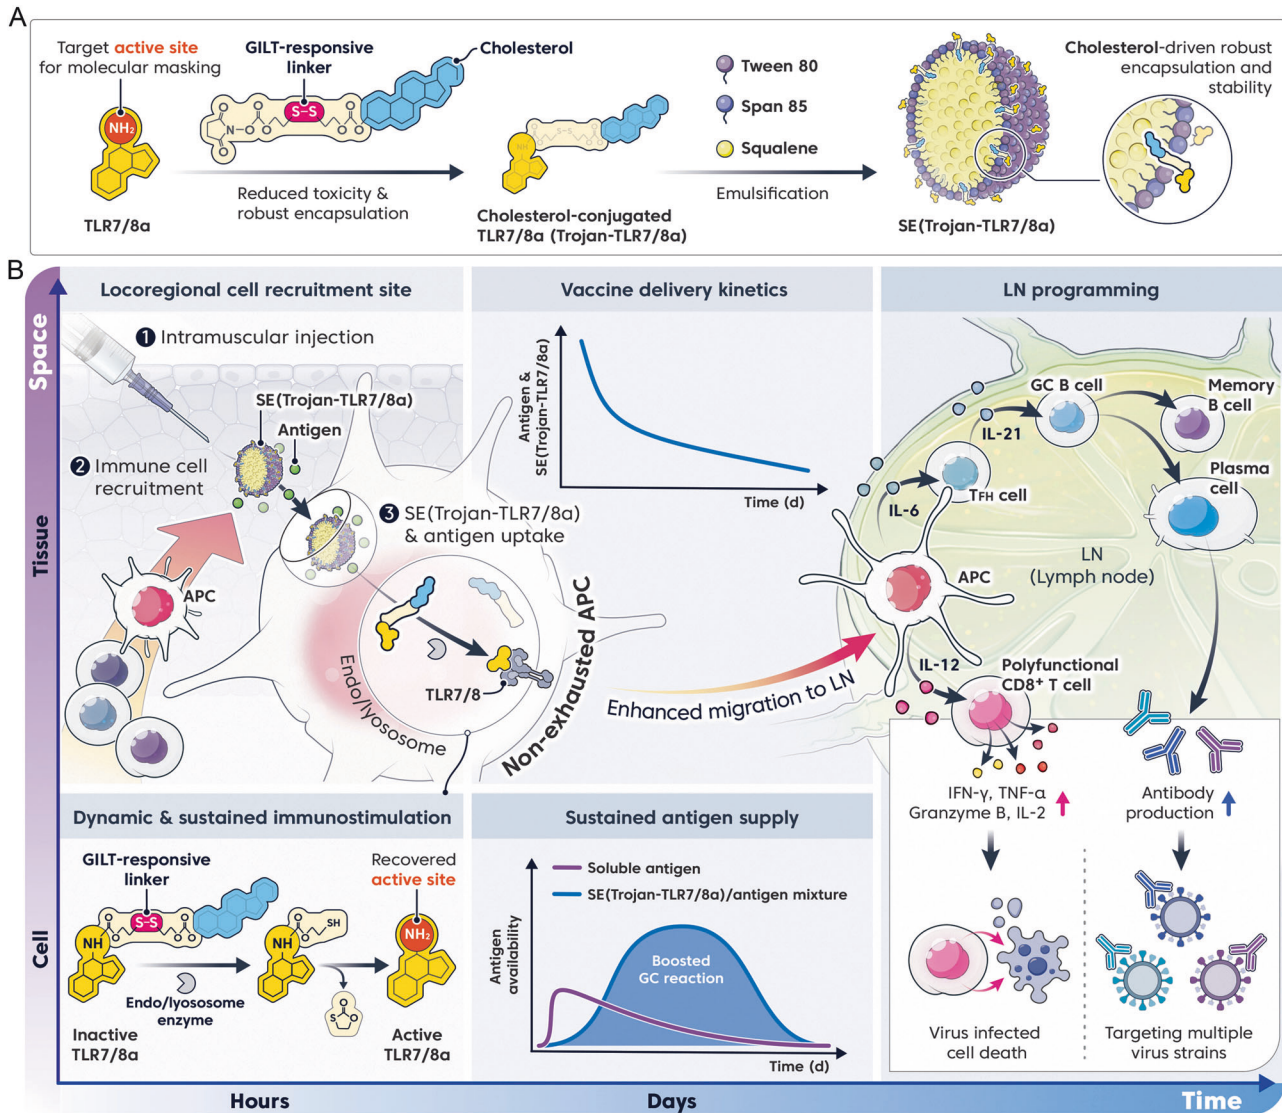 A
Target active site
for molecular masking
NH₂
TLR7/8a
GILT-responsive
linker
Cholesterol
O
N
O
O
O
O
S–S
O
O
Reduced toxicity &
robust encapsulation
NH
S–S
Cholesterol-conjugated
TLR7/8a (Trojan-TLR7/8a)
Tween 80
Span 85
Squalene
Emulsification
SE(Trojan-TLR7/8a)
Cholesterol-driven robust
encapsulation and
stability
B
Space
Tissue
Cell
Locoregional cell recruitment site
1 Intramuscular injection
SE(Trojan-TLR7/8a)
Antigen
2 Immune cell
recruitment
3 SE(Trojan-TLR7/8a)
& antigen uptake
APC
TLR7/8
Endo/lyososome
Non-exhausted APC
Vaccine delivery kinetics
Antigen &
SE(Trojan-TLR7/8a)
Time (d)
Enhanced migration to LN
LN programming
GC B cell
Memory
B cell
IL-21
Plasma
cell
TFH cell
IL-6
LN
(Lymph node)
APC
IL-12
Polyfunctional
CD8⁺ T cell
IFN-γ, TNF-α
Granzyme B, IL-2
Antibody
production
Virus infected
cell death
Targeting multiple
virus strains
Dynamic & sustained immunostimulation
GILT-responsive
linker
Recovered
active site
O
S–S
O
O
O
NH
O
O
SH
NH
NH₂
O
S
O
Endo/lyososome
enzyme
Inactive
TLR7/8a
Active
TLR7/8a
Sustained antigen supply
Soluble antigen
SE(Trojan-TLR7/8a)/antigen mixture
Antigen
availability
Boosted
GC reaction
Time (d)
Hours
Days
Time